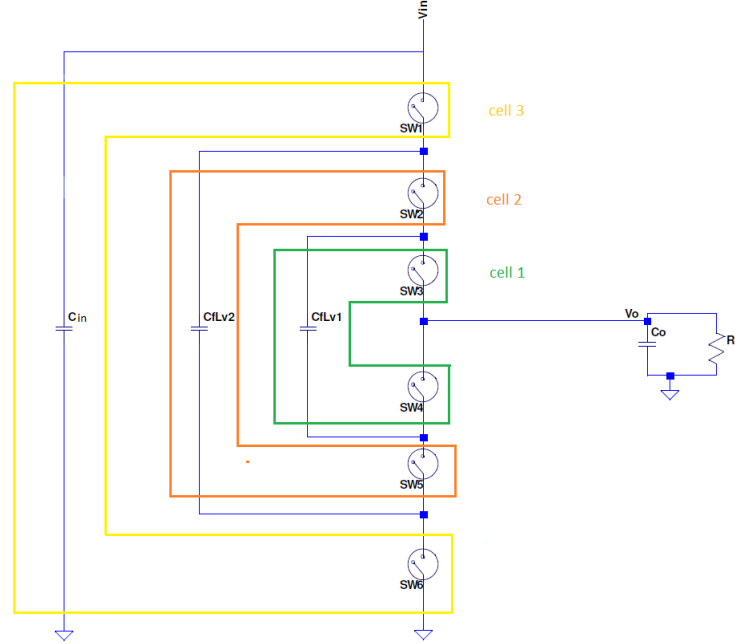 Vin
cell 3
SW1
cell 2
SW2
cell 1
SW3
Cin
CfLv2
CfLv1
Vo
Co
R
SW4
SW5
SW6